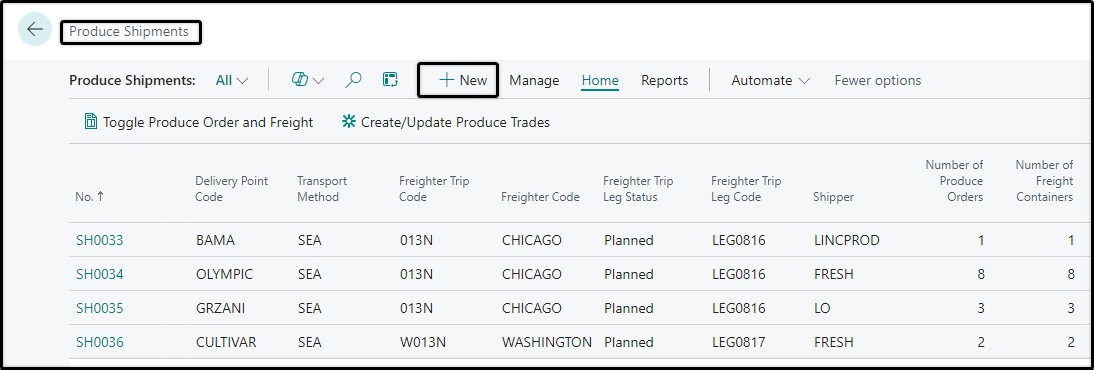 Produce Shipments
Produce Shipments: All New Manage Home Reports Automate Fewer options
Toggle Produce Order and Freight Create/Update Produce Trades
No. ↑ Delivery Point Code Transport Method Freighter Trip Code Freighter Code Freighter Trip Leg Status Freighter Trip Leg Code Shipper Number of Produce Orders Number of Freight Containers
SH0033 BAMA SEA 013N CHICAGO Planned LEG0816 LINCPROD 1 1
SH0034 OLYMPIC SEA 013N CHICAGO Planned LEG0816 FRESH 8 8
SH0035 GRZANI SEA 013N CHICAGO Planned LEG0816 LO 3 3
SH0036 CULTIVAR SEA W013N WASHINGTON Planned LEG0817 FRESH 2 2